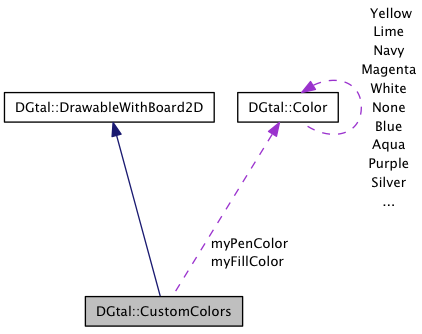 Yellow
Lime
Navy
Magenta
White
None
Blue
Aqua
Purple
Silver
...
DGtal::DrawableWithBoard2D
DGtal::Color
myPenColor
myFillColor
DGtal::CustomColors